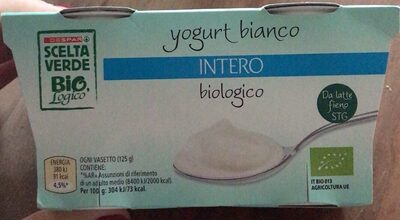 DESPAR
SCELTA
VERDE
BIO,
Logico
yogurt bianco
INTERO
biologico
Da latte
fieno
STG
ENERGIA
380 kJ
91 kcal
4,5%*
OGNI VASETTO (125 g)
CONTIENE:
*%AR= Assunzioni di riferimento
di un adulto medio (8400 kJ/2000 kcal).
Per 100 g: 304 kJ/73 kcal.
IT BIO 013
AGRICOLTURA UE